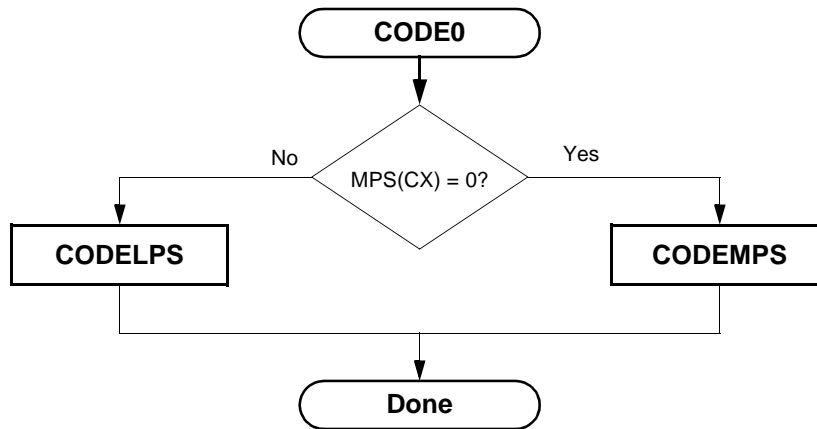 CODE0
No
Yes
MPS(CX) = 0?
CODELPS
CODEMPS
Done